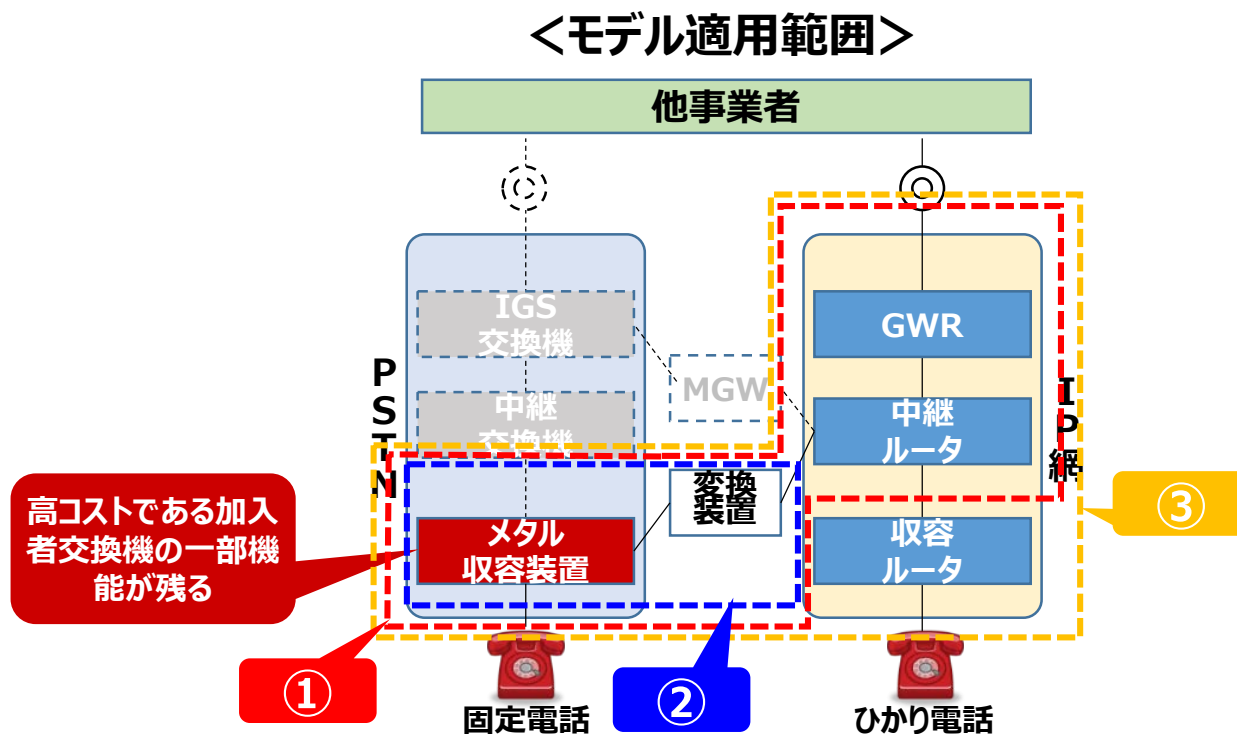 ＜モデル適用範囲＞
他事業者
IGS
交換機
GWR
PSTN
MGW
IP網
中継
交換機
中継
ルータ
変換
装置
③
高コストである加入
者交換機の一部機
能が残る
メタル
収容装置
収容
ルータ
①
②
固定電話
ひかり電話